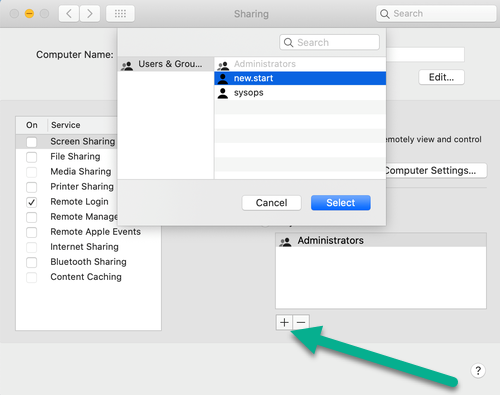 Sharing
Search
Computer Name:
Edit...
Search
Users & Grou...
Administrators
new.start
sysops
Cancel
Select
On Service
Screen Sharing
File Sharing
Media Sharing
Printer Sharing
Remote Login
Remote Manage
Remote Apple Events
Internet Sharing
Bluetooth Sharing
Content Caching
emotely view and control
Computer Settings...
Administrators
+ −
?